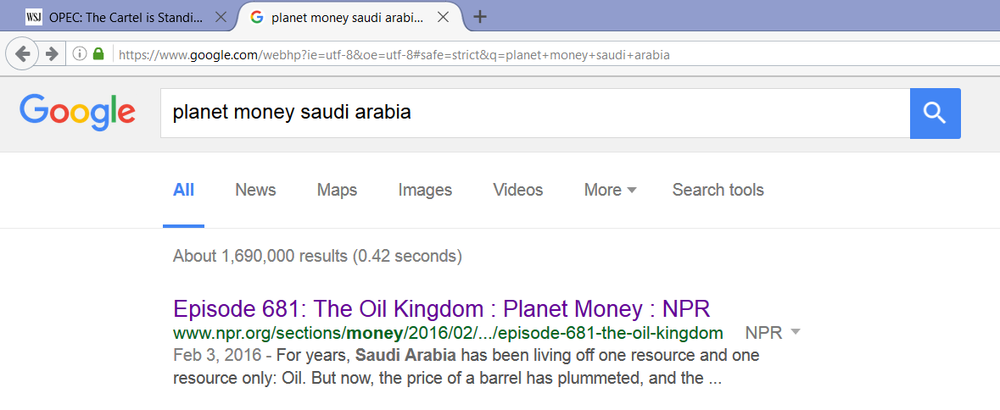 WSJ OPEC: The Cartel is Standi... planet money saudi arabi...
https://www.google.com/webhp?ie=utf-8&oe=utf-8#safe=strict&q=planet+money+saudi+arabia
Google planet money saudi arabia
All News Maps Images Videos More Search tools
About 1,690,000 results (0.42 seconds)
Episode 681: The Oil Kingdom : Planet Money : NPR
www.npr.org/sections/money/2016/02/.../episode-681-the-oil-kingdom NPR
Feb 3, 2016 - For years, Saudi Arabia has been living off one resource and one
resource only: Oil. But now, the price of a barrel has plummeted, and the ...